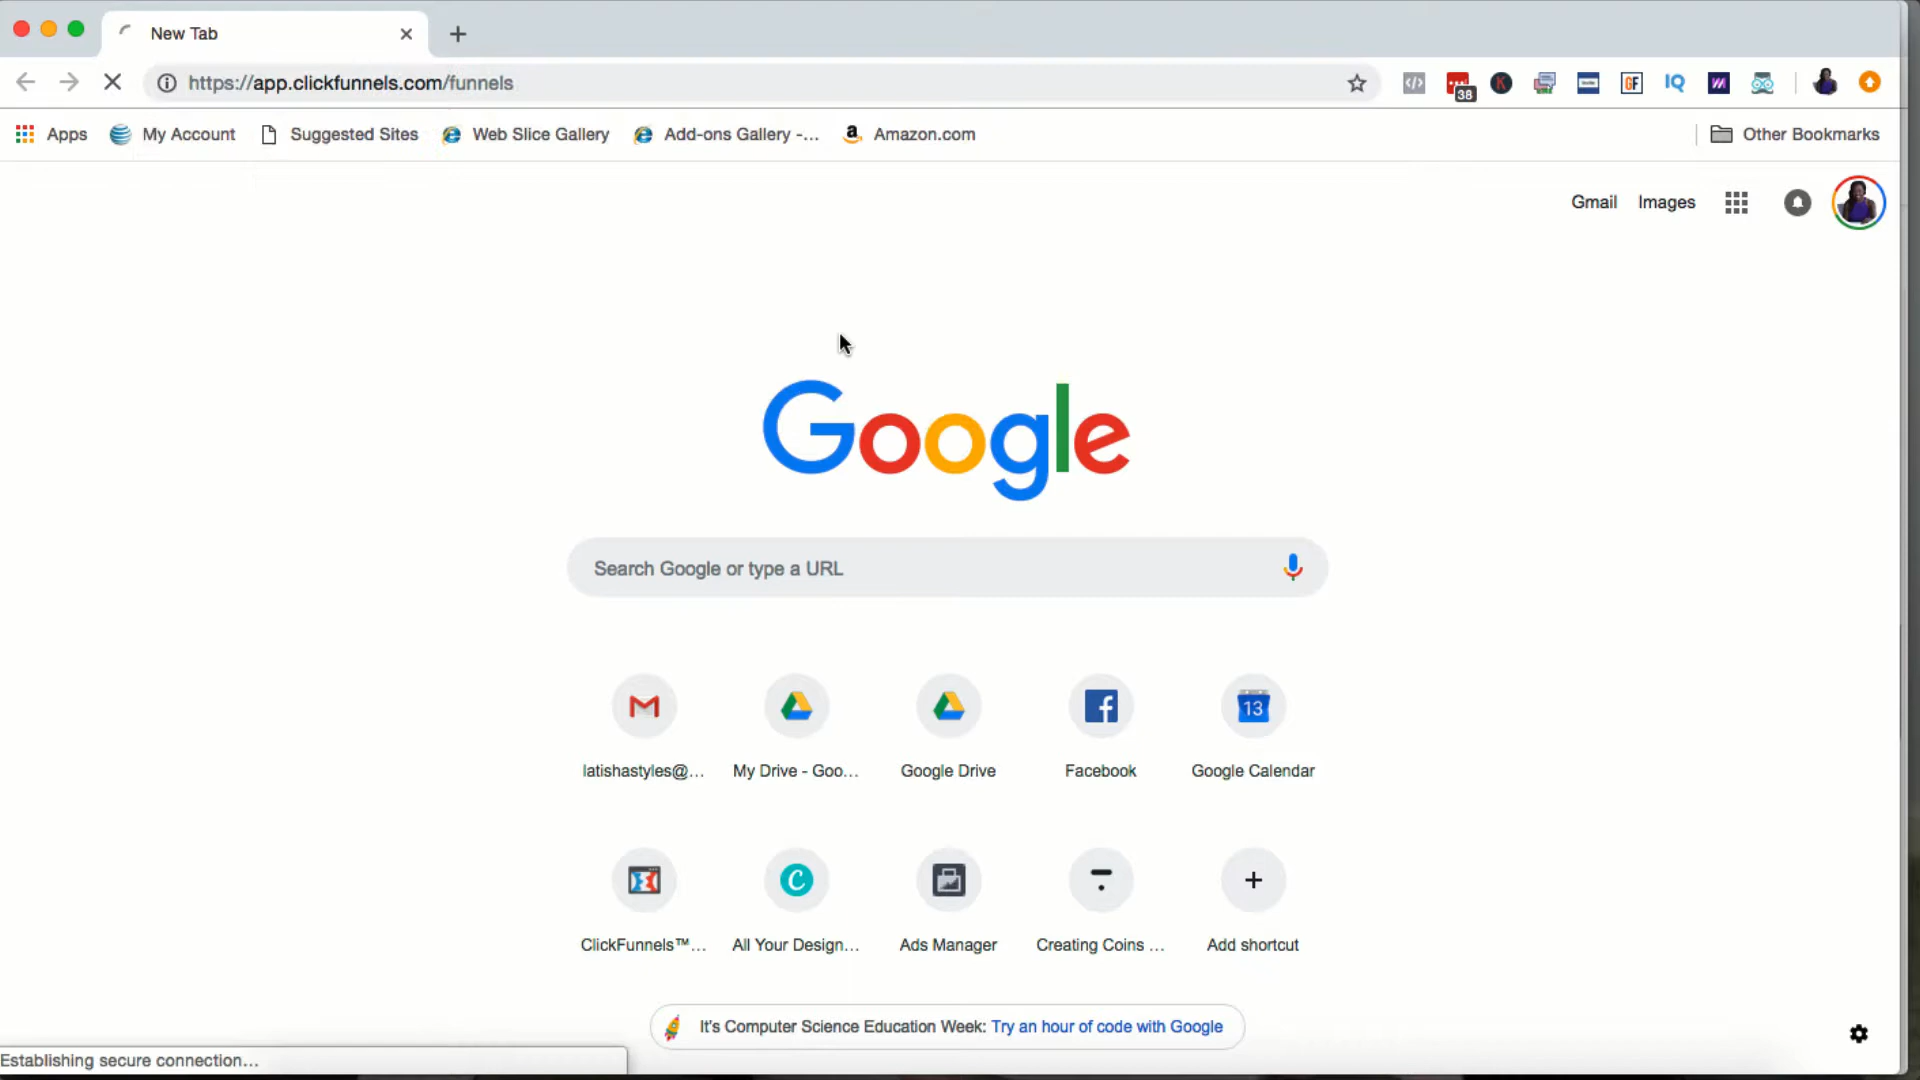 New Tab
https://app.clickfunnels.com/funnels
38
IQ
GF
Apps
My Account
Suggested Sites
Web Slice Gallery
Add-ons Gallery -...
Amazon.com
Other Bookmarks
Gmail
Images
Google
Search Google or type a URL
13
latishastyles@...
My Drive - Goo...
Google Drive
Facebook
Google Calendar
ClickFunnels™...
All Your Design...
Ads Manager
Creating Coins ...
Add shortcut
It's Computer Science Education Week: Try an hour of code with Google
Establishing secure connection...